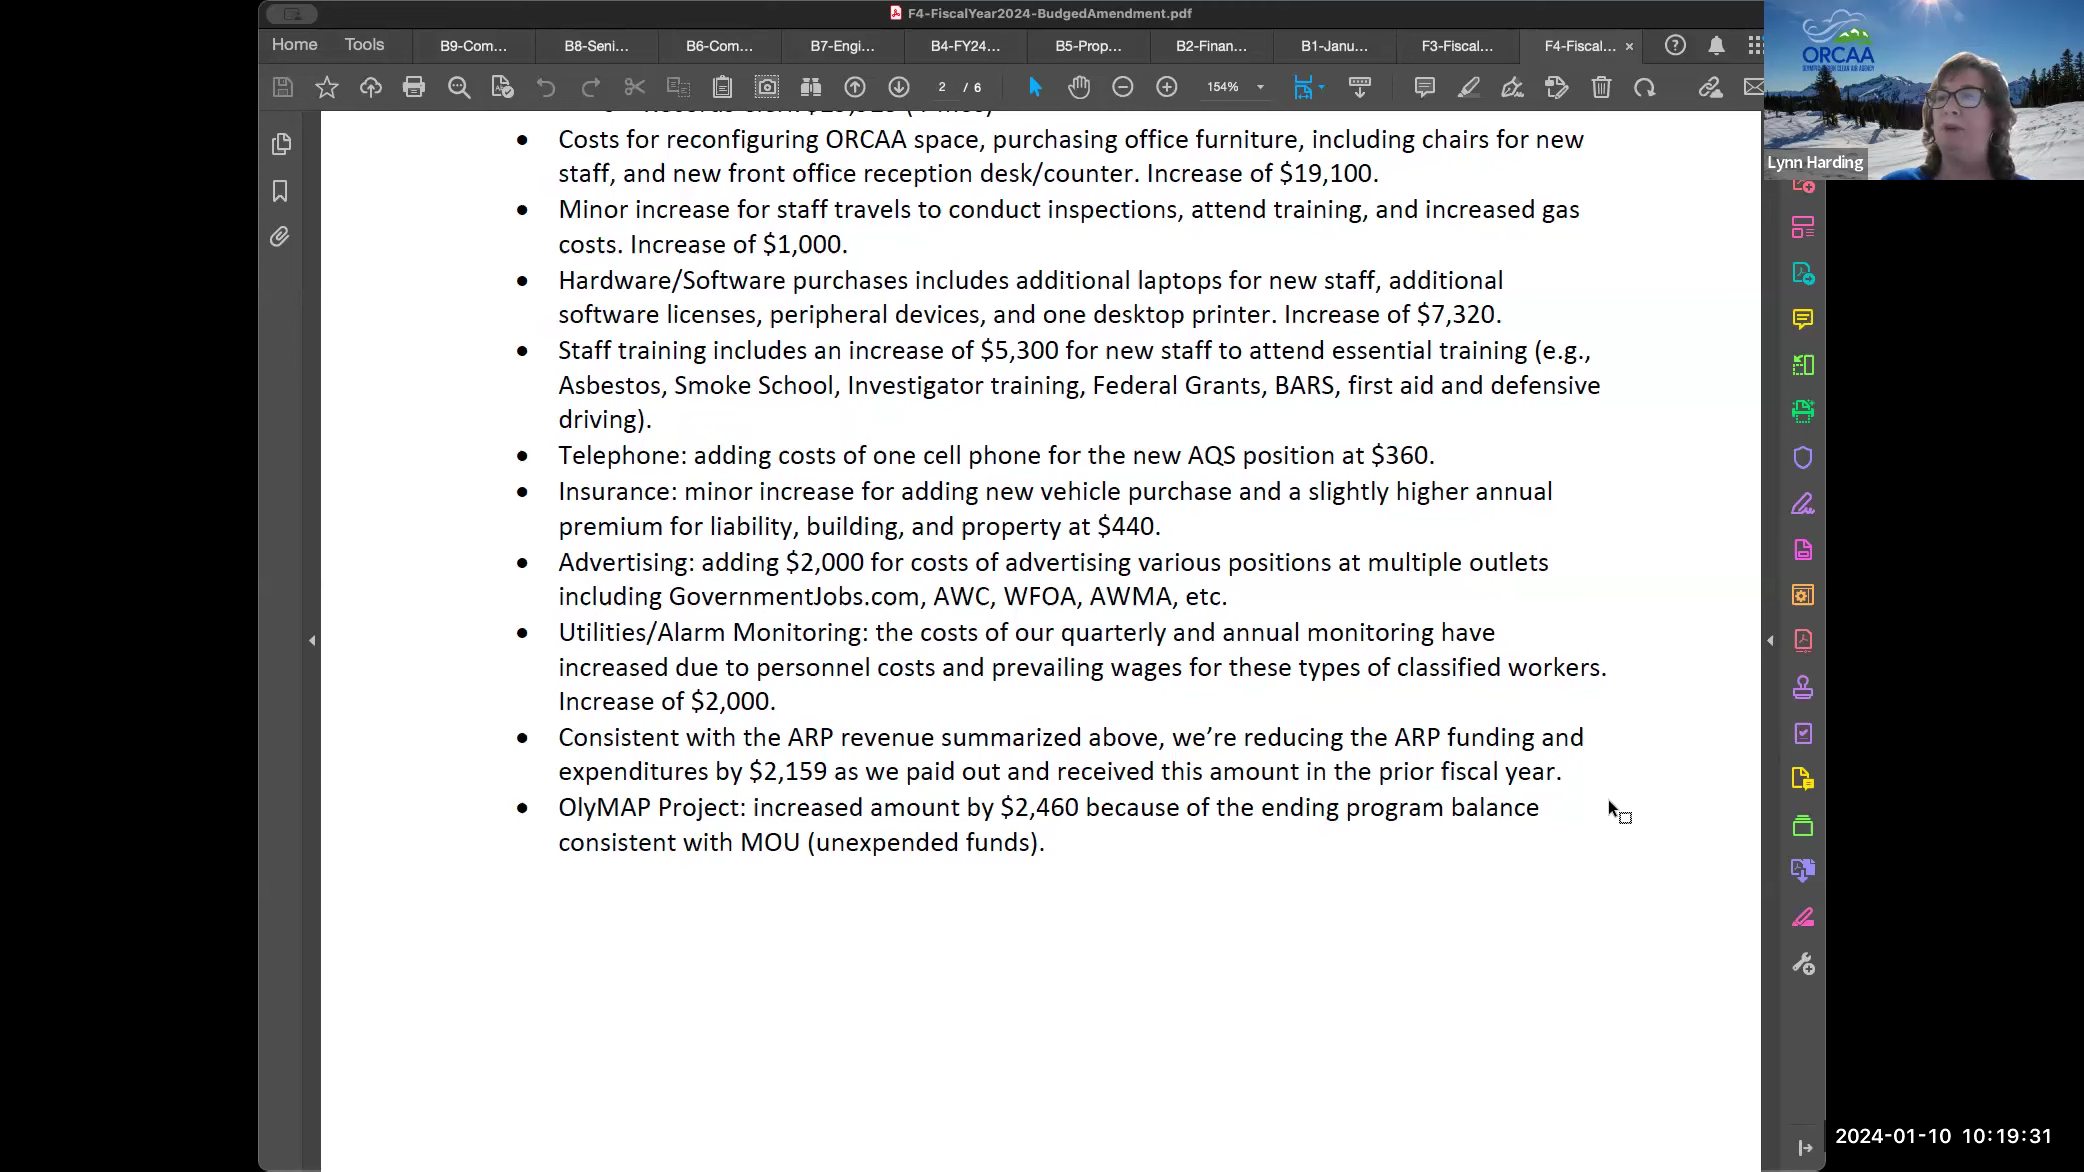 F4-FiscalYear2024-BudgedAmendment.pdf
Home Tools B9-Com... B8-Seni... B6-Com... B7-Engi... B4-FY24... B5-Prop... B2-Finan... B1-Janu... F3-Fiscal... F4-Fiscal... ×
2 / 6 154%
ORCAA
Lynn Harding
• Costs for reconfiguring ORCAA space, purchasing office furniture, including chairs for new
staff, and new front office reception desk/counter. Increase of $19,100.
• Minor increase for staff travels to conduct inspections, attend training, and increased gas
costs. Increase of $1,000.
• Hardware/Software purchases includes additional laptops for new staff, additional
software licenses, peripheral devices, and one desktop printer. Increase of $7,320.
• Staff training includes an increase of $5,300 for new staff to attend essential training (e.g.,
Asbestos, Smoke School, Investigator training, Federal Grants, BARS, first aid and defensive
driving).
• Telephone: adding costs of one cell phone for the new AQS position at $360.
• Insurance: minor increase for adding new vehicle purchase and a slightly higher annual
premium for liability, building, and property at $440.
• Advertising: adding $2,000 for costs of advertising various positions at multiple outlets
including GovernmentJobs.com, AWC, WFOA, AWMA, etc.
• Utilities/Alarm Monitoring: the costs of our quarterly and annual monitoring have
increased due to personnel costs and prevailing wages for these types of classified workers.
Increase of $2,000.
• Consistent with the ARP revenue summarized above, we’re reducing the ARP funding and
expenditures by $2,159 as we paid out and received this amount in the prior fiscal year.
• OlyMAP Project: increased amount by $2,460 because of the ending program balance
consistent with MOU (unexpended funds).
2024-01-10 10:19:31